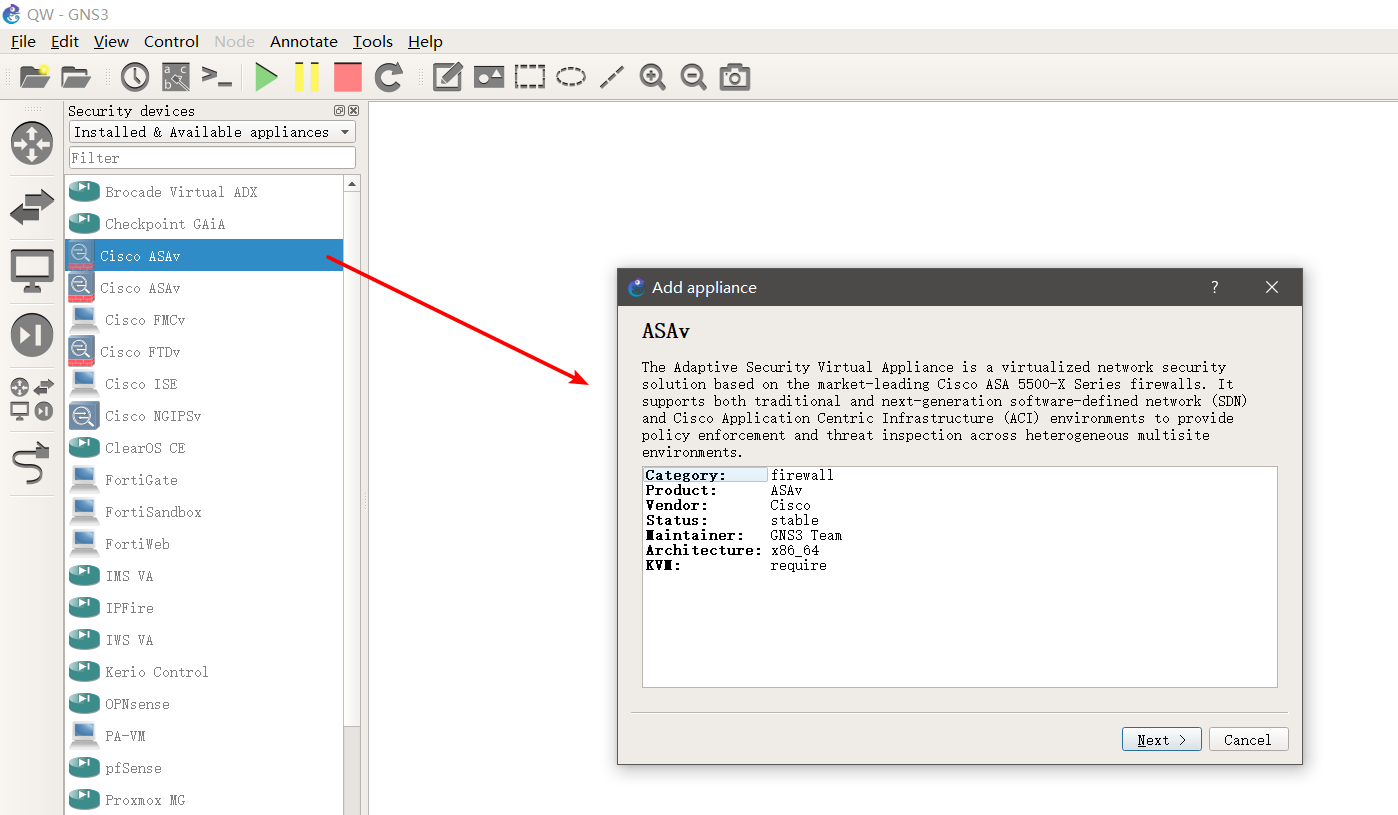 QW - GNS3
File Edit View Control Node Annotate Tools Help
Security devices
Installed & Available appliances
Filter
Brocade Virtual ADX
Checkpoint GAiA
Cisco ASAv
Cisco ASAv
Cisco FMCv
Cisco FTDv
Cisco ISE
Cisco NGIPSv
ClearOS CE
FortiGate
FortiSandbox
FortiWeb
IMS VA
IPFire
IWS VA
Kerio Control
OPNsense
PA-VM
pfSense
Proxmox MG
Add appliance
ASAv
The Adaptive Security Virtual Appliance is a virtualized network security
solution based on the market-leading Cisco ASA 5500-X Series firewalls. It
supports both traditional and next-generation software-defined network (SDN)
and Cisco Application Centric Infrastructure (ACI) environments to provide
policy enforcement and threat inspection across heterogeneous multisite
environments.
Category: firewall
Product: ASAv
Vendor: Cisco
Status: stable
Maintainer: GNS3 Team
Architecture: x86_64
KVM: require
Next > Cancel